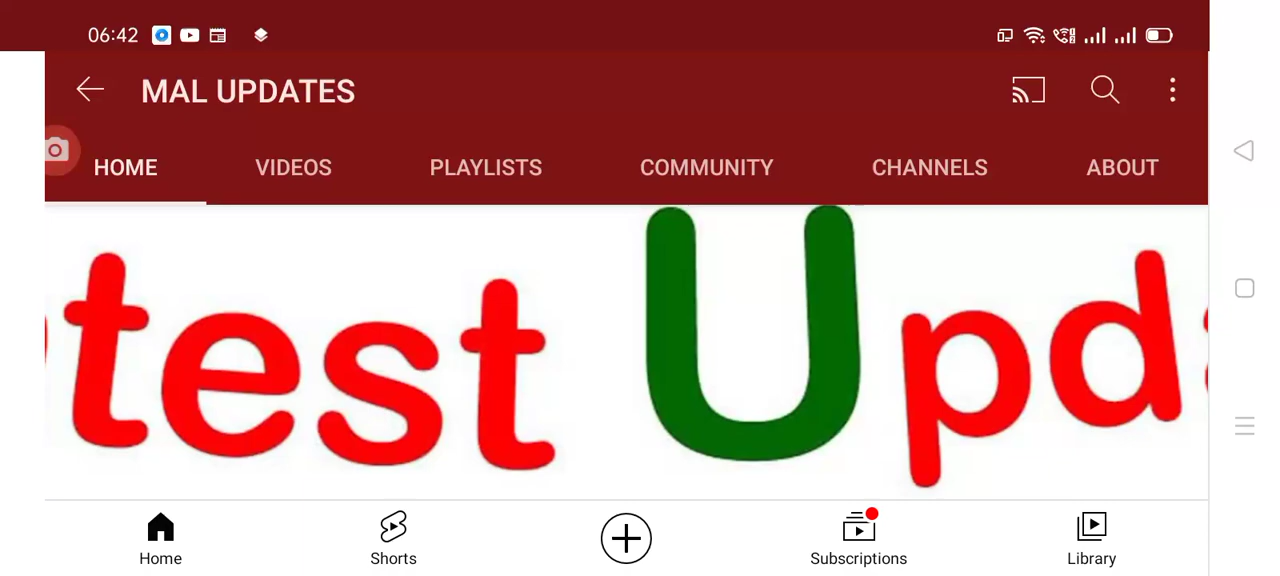 06:42
MAL UPDATES
HOME VIDEOS PLAYLISTS COMMUNITY CHANNELS ABOUT
test Upd
Home Shorts Subscriptions Library